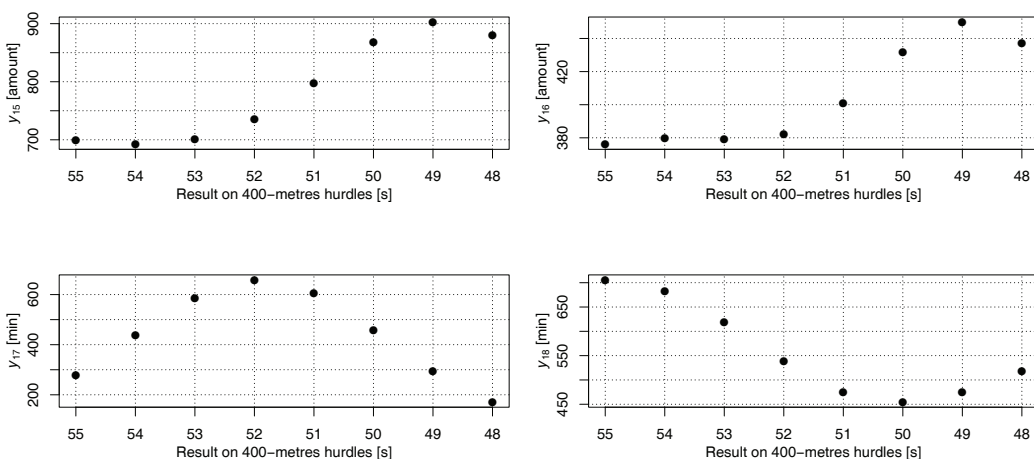 y15 [amount]
700 800 900
55 54 53 52 51 50 49 48
Result on 400−metres hurdles [s]
y16 [amount]
380 420
55 54 53 52 51 50 49 48
Result on 400−metres hurdles [s]
y17 [min]
200 400 600
55 54 53 52 51 50 49 48
Result on 400−metres hurdles [s]
y18 [min]
450 550 650
55 54 53 52 51 50 49 48
Result on 400−metres hurdles [s]